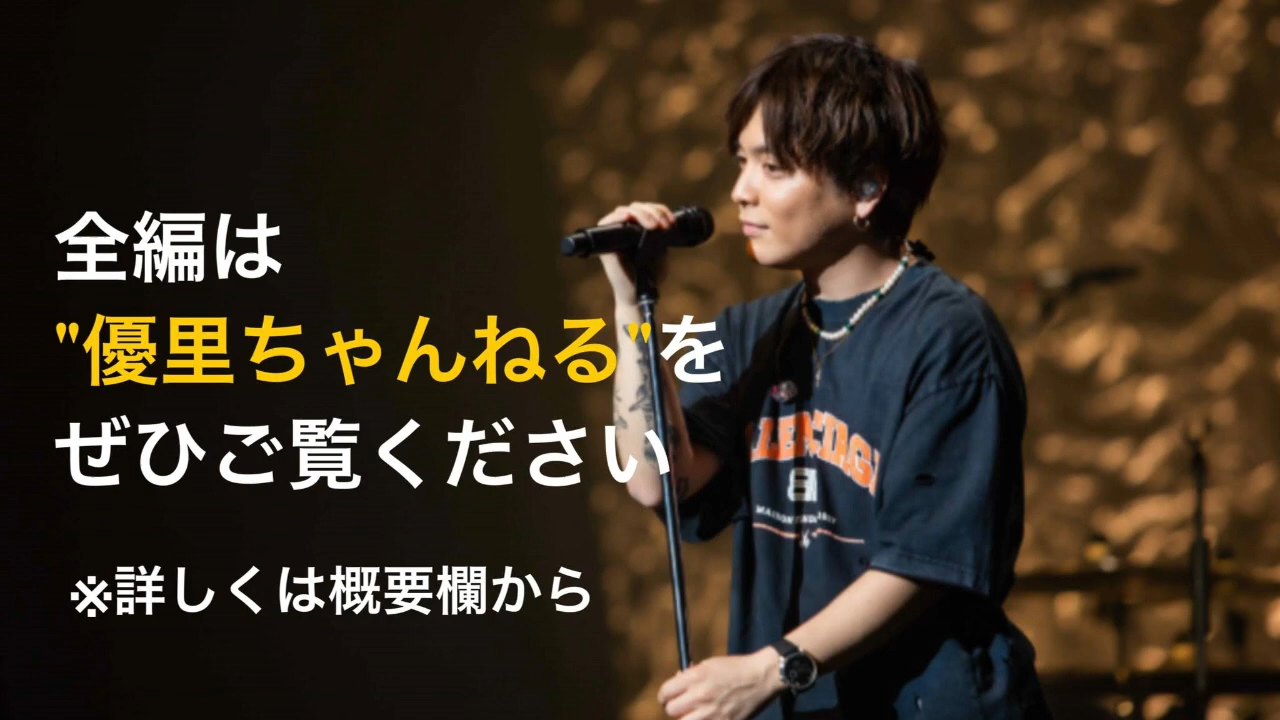 全編は
"優里ちゃんねる"を
ぜひご覧ください
※詳しくは概要欄から